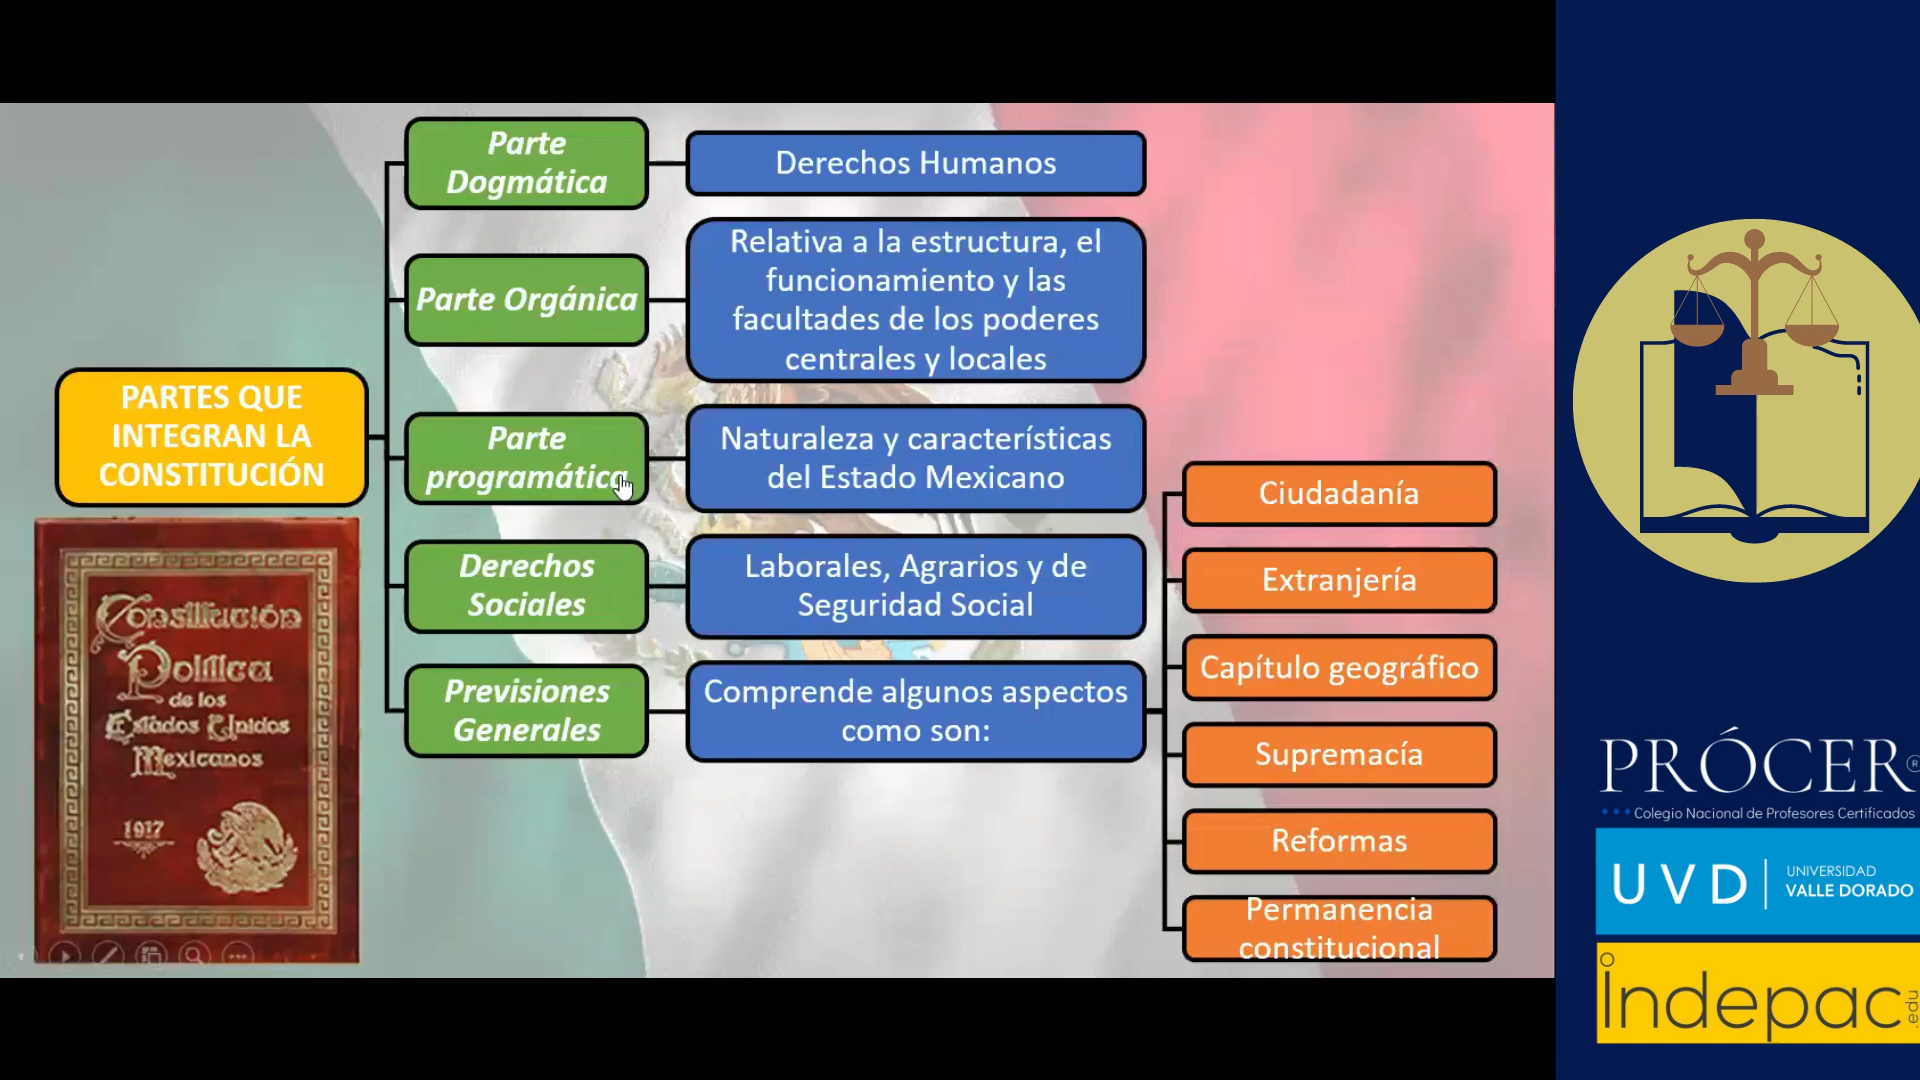 PARTES QUE
INTEGRAN LA
CONSTITUCIÓN
Parte
Dogmática
Derechos Humanos
Parte Orgánica
Relativa a la estructura, el
funcionamiento y las
facultades de los poderes
centrales y locales
Parte
programática
Naturaleza y características
del Estado Mexicano
Derechos
Sociales
Laborales, Agrarios y de
Seguridad Social
Previsiones
Generales
Comprende algunos aspectos
como son:
Ciudadanía
Extranjería
Capítulo geográfico
Supremacía
Reformas
Permanencia
constitucional
Constitución
Política
de los
Estados Unidos
Mexicanos
1917
PRÓCER®
Colegio Nacional de Profesores Certificados
UVD
UNIVERSIDAD
VALLE DORADO
indepac
.edu